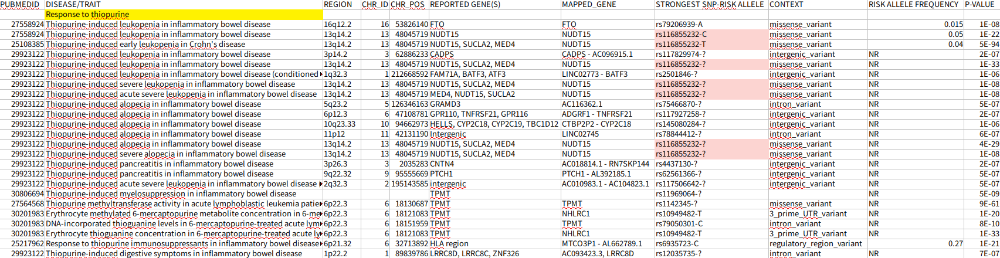 PUBMEDID DISEASE/TRAIT REGION CHR_ID CHR_POS REPORTED GENE(S) MAPPED_GENE STRONGEST SNP-RISK ALLELE CONTEXT RISK ALLELE FREQUENCY P-VALUE
Response to thiopurine
27558924 Thiopurine-induced leukopenia in inflammatory bowel disease 16q12.2 16 53826140 FTO FTO rs79206939-A missense_variant 0.015 1E-08
27558924 Thiopurine-induced leukopenia in inflammatory bowel disease 13q14.2 13 48045719 NUDT15 NUDT15 rs116855232-C missense_variant 0.05 1E-22
25108385 Thiopurine-induced early leukopenia in Crohn's disease 13q14.2 13 48045719 NUDT15, SUCLA2, MED4 NUDT15 rs116855232-T missense_variant 0.04 5E-94
29923122 Thiopurine-induced leukopenia in inflammatory bowel disease 3p14.2 3 62886233 CADPS CADPS - AC096915.1 rs117829974-? intergenic_variant NR 2E-07
29923122 Thiopurine-induced leukopenia in inflammatory bowel disease 13q14.2 13 48045719 NUDT15, SUCLA2, MED4 NUDT15 rs116855232-? missense_variant NR 1E-33
29923122 Thiopurine-induced leukopenia in inflammatory bowel disease (conditioned 1q32.3 1 212668592 FAM71A, BATF3, ATF3 LINC02773 - BATF3 rs2501846-? intergenic_variant NR 1E-06
29923122 Thiopurine-induced severe leukopenia in inflammatory bowel disease 13q14.2 13 48045719 NUDT15, SUCLA2, MED4 NUDT15 rs116855232-? missense_variant NR 1E-08
29923122 Thiopurine-induced acute severe leukopenia in inflammatory bowel disease 13q14.2 13 48045719 MED4, NUDT15, SUCLA2 NUDT15 rs116855232-? missense_variant NR 1E-08
29923122 Thiopurine-induced alopecia in inflammatory bowel disease 5q23.2 5 126346163 GRAMD3 AC116362.1 rs75466870-? intron_variant NR 5E-07
29923122 Thiopurine-induced alopecia in inflammatory bowel disease 6p12.3 6 47108781 GPR110, TNFRSF21, GPR116 ADGRF1 - TNFRSF21 rs117927258-? intergenic_variant NR 2E-07
29923122 Thiopurine-induced alopecia in inflammatory bowel disease 10q23.33 10 94662973 HELLS, CYP2C18, CYP2C19, TBC1D12 CTBP2P2 - CYP2C18 rs145080284-? intergenic_variant NR 1E-06
29923122 Thiopurine-induced alopecia in inflammatory bowel disease 11p12 11 42131190 Intergenic LINC02745 rs78844412-? intron_variant NR 6E-07
29923122 Thiopurine-induced alopecia in inflammatory bowel disease 13q14.2 13 48045719 NUDT15, SUCLA2, MED4 NUDT15 rs116855232-? missense_variant NR 4E-29
29923122 Thiopurine-induced severe alopecia in inflammatory bowel disease 13q14.2 13 48045719 NUDT15, SUCLA2, MED4 NUDT15 rs116855232-? missense_variant NR 1E-08
29923122 Thiopurine-induced pancreatitis in inflammatory bowel disease 3p26.3 3 2035283 CNTN4 AC018814.1 - RN7SKP144 rs4437130-? intergenic_variant NR 2E-07
29923122 Thiopurine-induced pancreatitis in inflammatory bowel disease 9q22.32 9 95555669 PTCH1 PTCH1 - AL392185.1 rs62561366-? intergenic_variant NR 5E-07
29923122 Thiopurine-induced acute severe leukopenia in inflammatory bowel disease ( 2q32.3 2 195143585 intergenic AC010983.1 - AC104823.1 rs117506642-? intergenic_variant NR 5E-07
30806694 Thiopurine-induced myelosuppression in inflammatory bowel disease TPMT rs11969064-? NR 5E-09
27564568 Thiopurine methyltransferase activity in acute lymphoblastic leukemia patie 6p22.3 6 18130687 TPMT TPMT rs1142345-? missense_variant NR 9E-61
30201983 Erythrocyte methylated 6-mercaptopurine metabolite concentration in 6-me 6p22.3 6 18121083 TPMT NHLRC1 rs10949482-T 3_prime_UTR_variant NR 1E-20
30201983 DNA-incorporated thioguanine levels in 6-mercaptopurine-treated acute lym 6p22.3 6 18151959 TPMT TPMT rs79050301-C intron_variant NR 8E-10
30201983 Erythrocyte thioguanine concentration in 6-mercaptopurine-treated acute ly 6p22.3 6 18121083 TPMT NHLRC1 rs10949482-T 3_prime_UTR_variant NR 1E-33
25217962 Response to thiopurine immunosuppressants in inflammatory bowel disease 6p21.32 6 32713892 HLA region MTCO3P1 - AL662789.1 rs6935723-C regulatory_region_variant 0.27 1E-21
29923122 Thiopurine-induced digestive symptoms in inflammatory bowel disease 1p22.2 1 89839786 LRRC8D, LRRC8C, ZNF326 AC093423.3, LRRC8D rs12035735-? intron_variant NR 7E-07